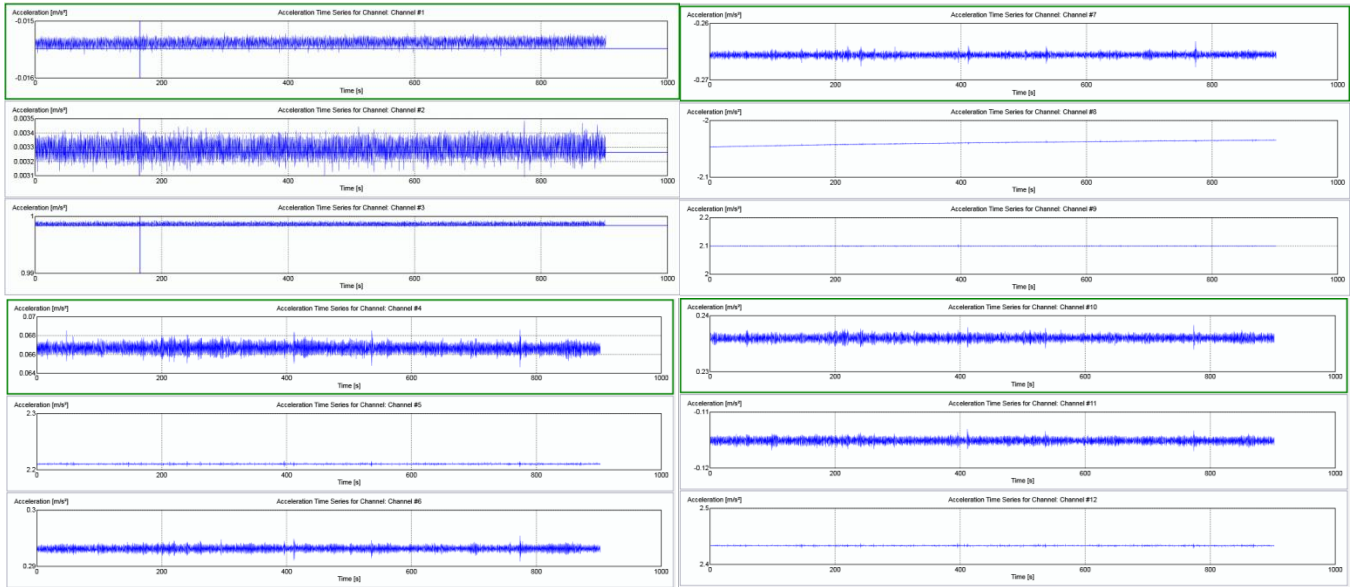 Acceleration [m/s²] Acceleration Time Series for Channel: Channel #1
-0.015
-0.016
0 200 400 600 800 1000
Time [s]
Acceleration [m/s²] Acceleration Time Series for Channel: Channel #2
0.0035
0.0034
0.0033
0.0032
0.0031
0 200 400 600 800 1000
Time [s]
Acceleration [m/s²] Acceleration Time Series for Channel: Channel #3
1
0.99
0 200 400 600 800 1000
Time [s]
Acceleration [m/s²] Acceleration Time Series for Channel: Channel #4
0.07
0.068
0.066
0.064
0 200 400 600 800 1000
Time [s]
Acceleration [m/s²] Acceleration Time Series for Channel: Channel #5
2.3
2.2
0 200 400 600 800 1000
Time [s]
Acceleration [m/s²] Acceleration Time Series for Channel: Channel #6
0.3
0.29
0 200 400 600 800 1000
Time [s]
Acceleration [m/s²] Acceleration Time Series for Channel: Channel #7
-0.26
-0.27
0 200 400 600 800 1000
Time [s]
Acceleration [m/s²] Acceleration Time Series for Channel: Channel #8
-2
-2.1
0 200 400 600 800 1000
Time [s]
Acceleration [m/s²] Acceleration Time Series for Channel: Channel #9
2.2
2.1
2
0 200 400 600 800 1000
Time [s]
Acceleration [m/s²] Acceleration Time Series for Channel: Channel #10
0.24
0.23
0 200 400 600 800 1000
Time [s]
Acceleration [m/s²] Acceleration Time Series for Channel: Channel #11
-0.11
-0.12
0 200 400 600 800 1000
Time [s]
Acceleration [m/s²] Acceleration Time Series for Channel: Channel #12
2.5
2.4
0 200 400 600 800 1000
Time [s]